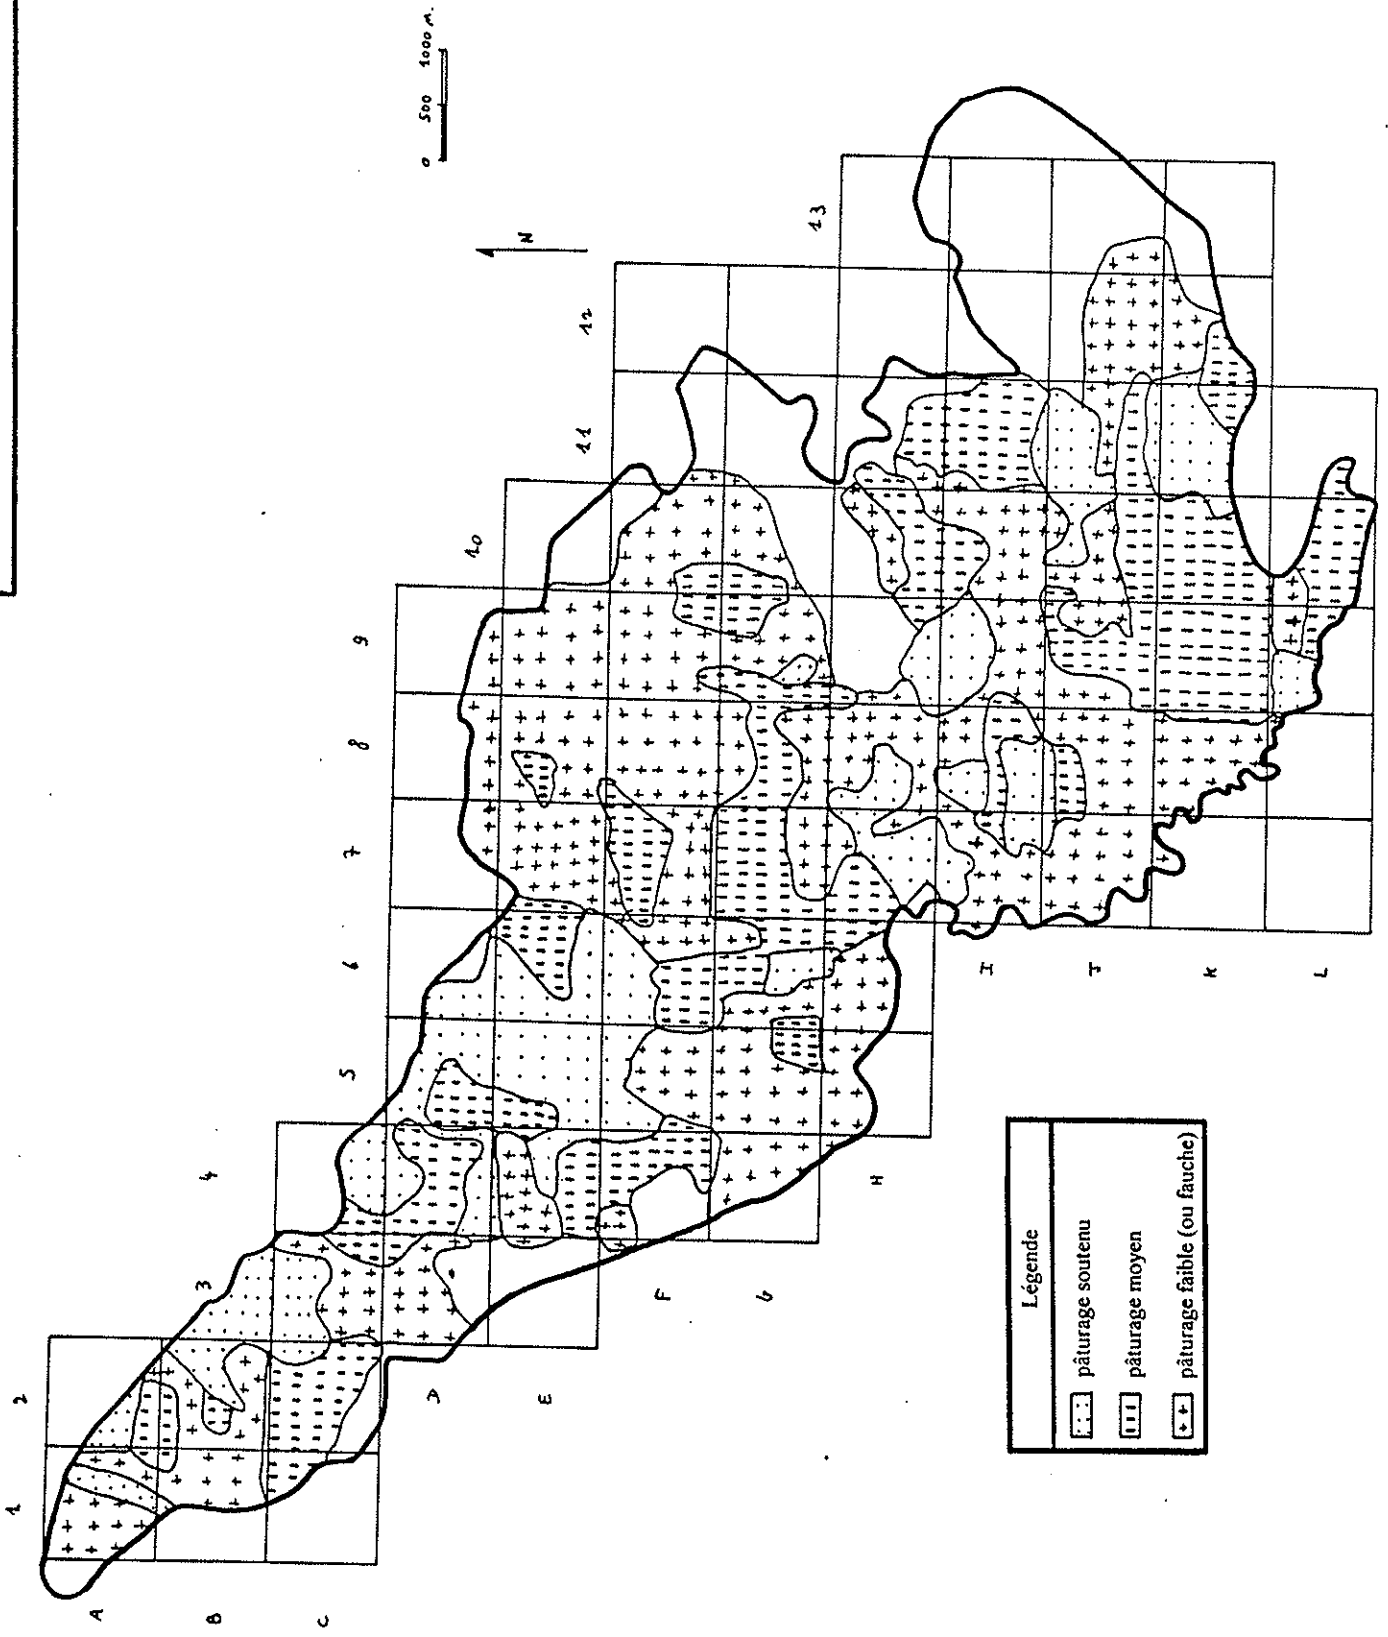 0 500 1000 m.
N
1
2
3
4
5
6
7
8
9
10
11
12
13
A
B
C
D
E
F
G
H
I
J
K
L
Légende
pâturage soutenu
pâturage moyen
pâturage faible (ou fauche)